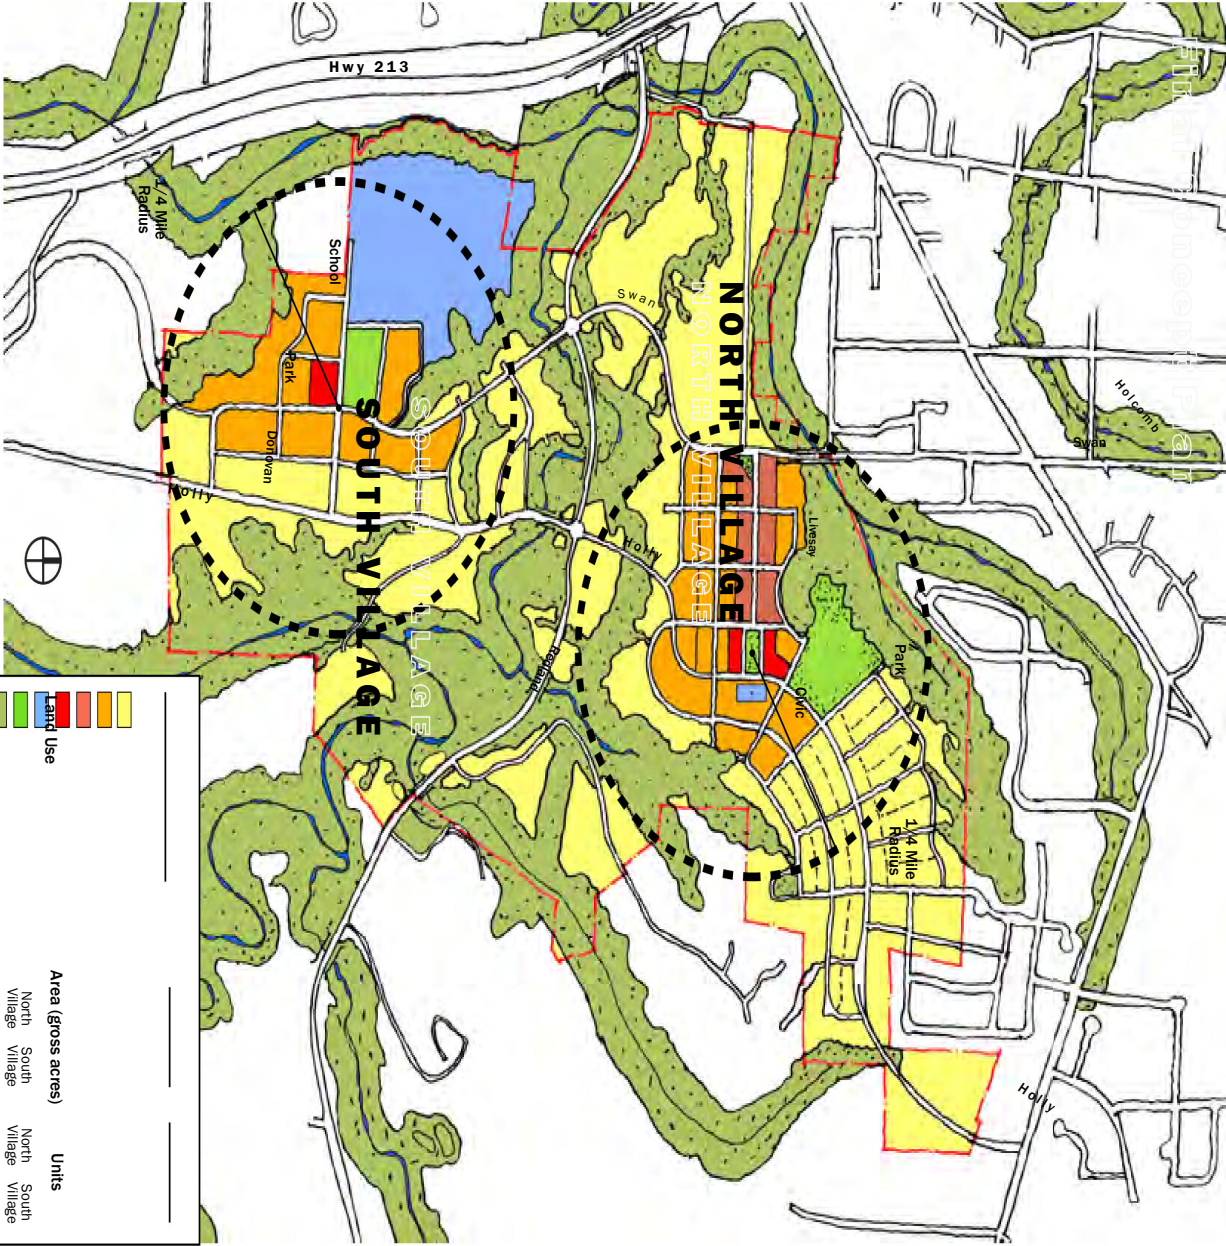 Hwy 213
1/4 Mile
Radius
School
Swan
NORTH VILLAGE
NORTH VILLAGE
Holcomb
Swan
Park
Donovan
SOUTH VILLAGE
SOUTH VILLAGE
Holly
Holly
Livesay
Park
Civic
Redland
1/4 Mile
Radius
Holly
Land Use
Area (gross acres)
Units
North
Village
South
Village
North
Village
South
Village